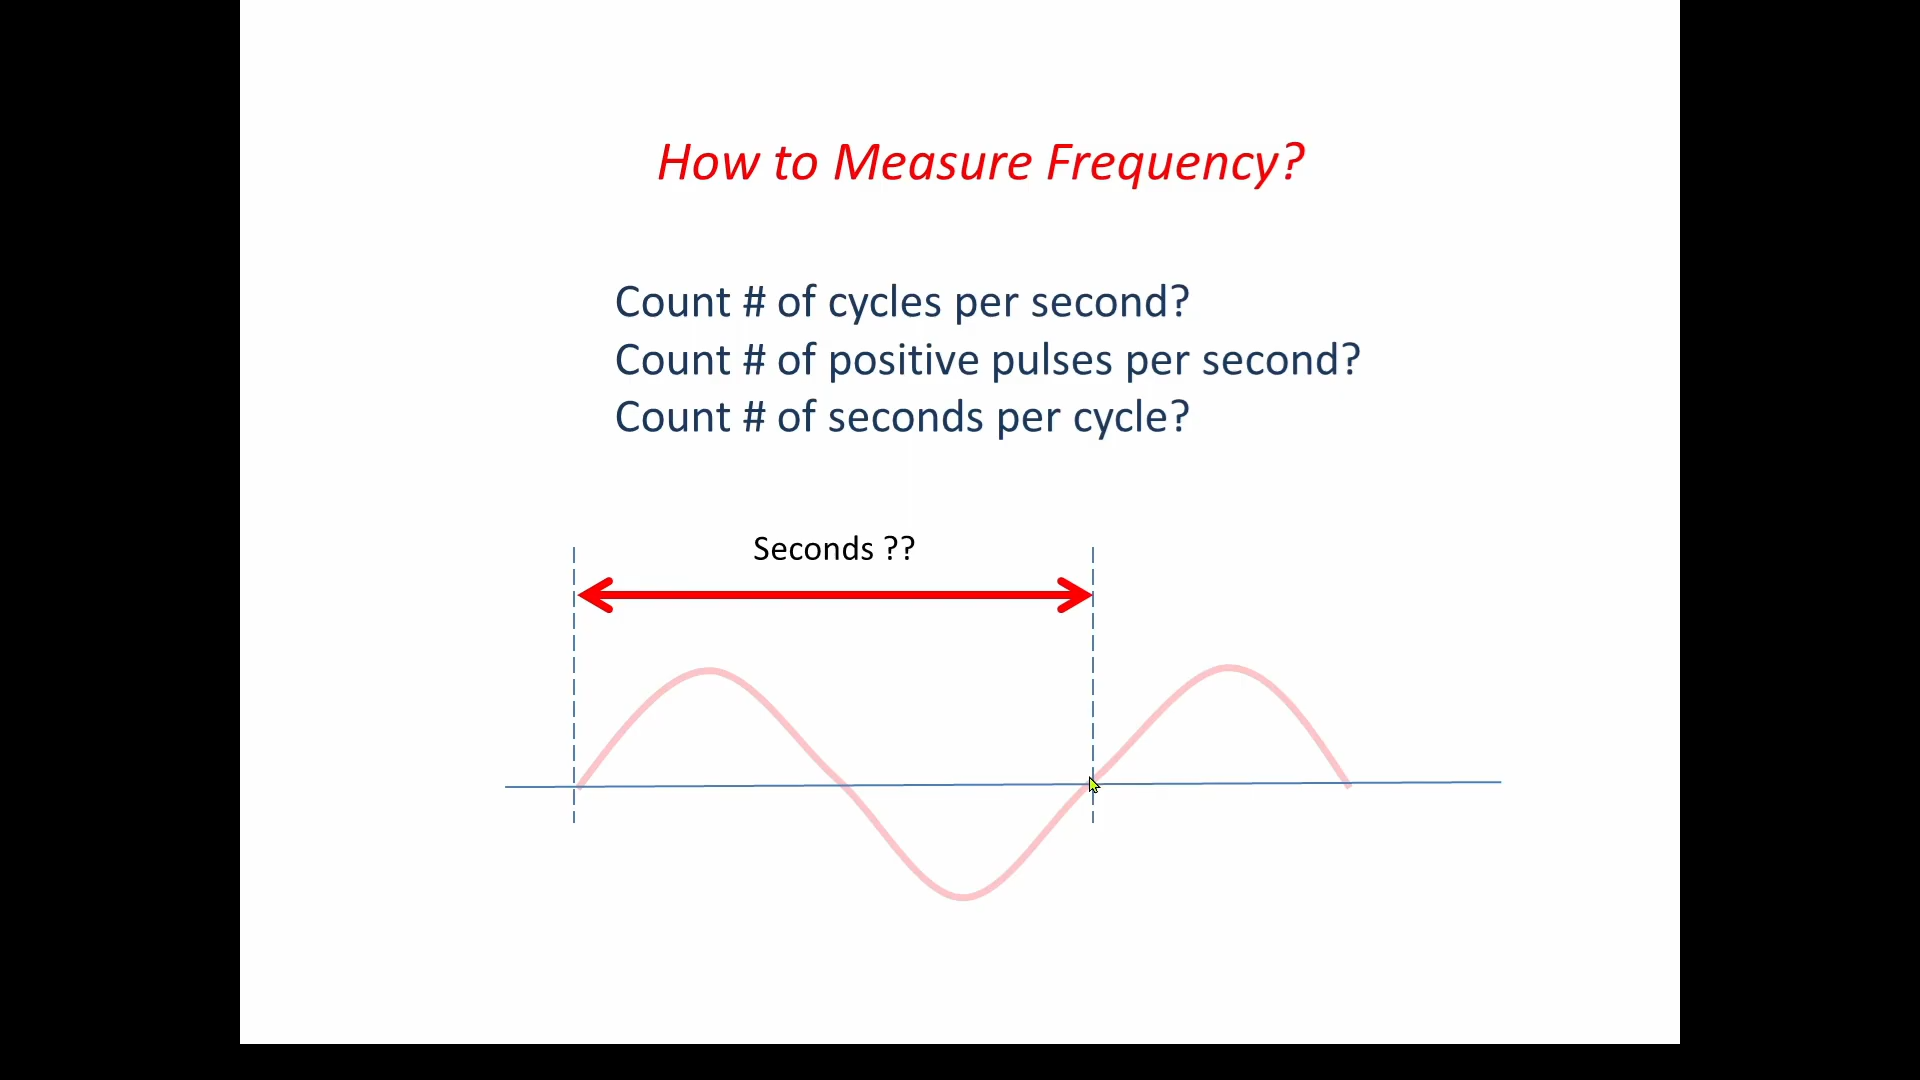 How to Measure Frequency?
Count # of cycles per second?
Count # of positive pulses per second?
Count # of seconds per cycle?
Seconds ??